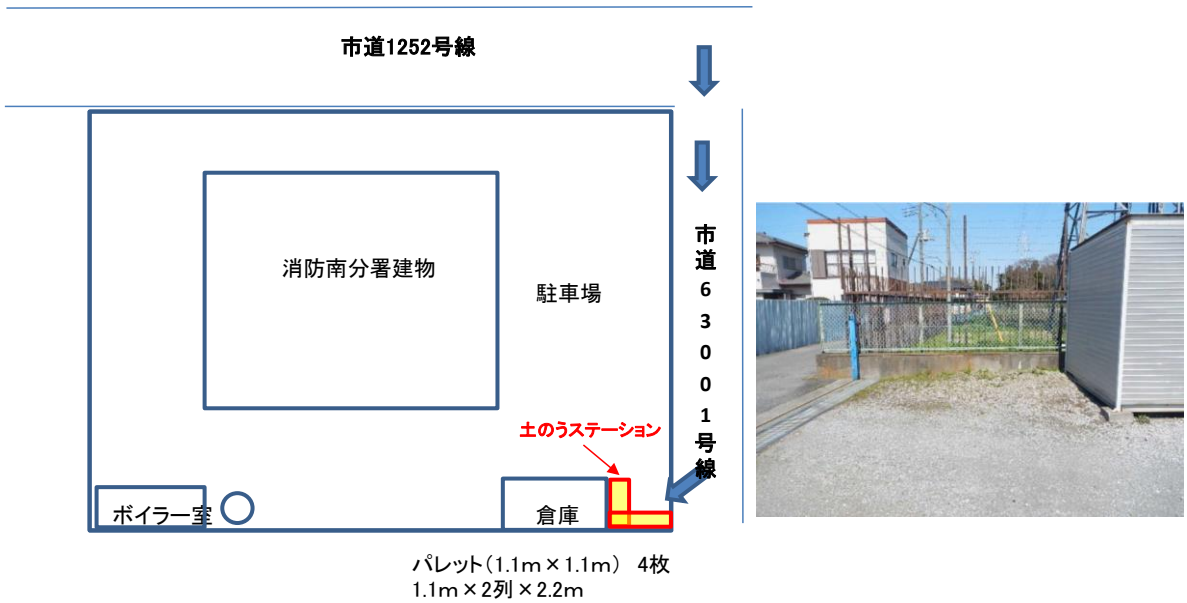 市道1252号線
消防南分署建物
駐車場
市道63001号線
土のうステーション
ボイラー室
倉庫
パレット(1.1m×1.1m) 4枚
1.1m×2列×2.2m